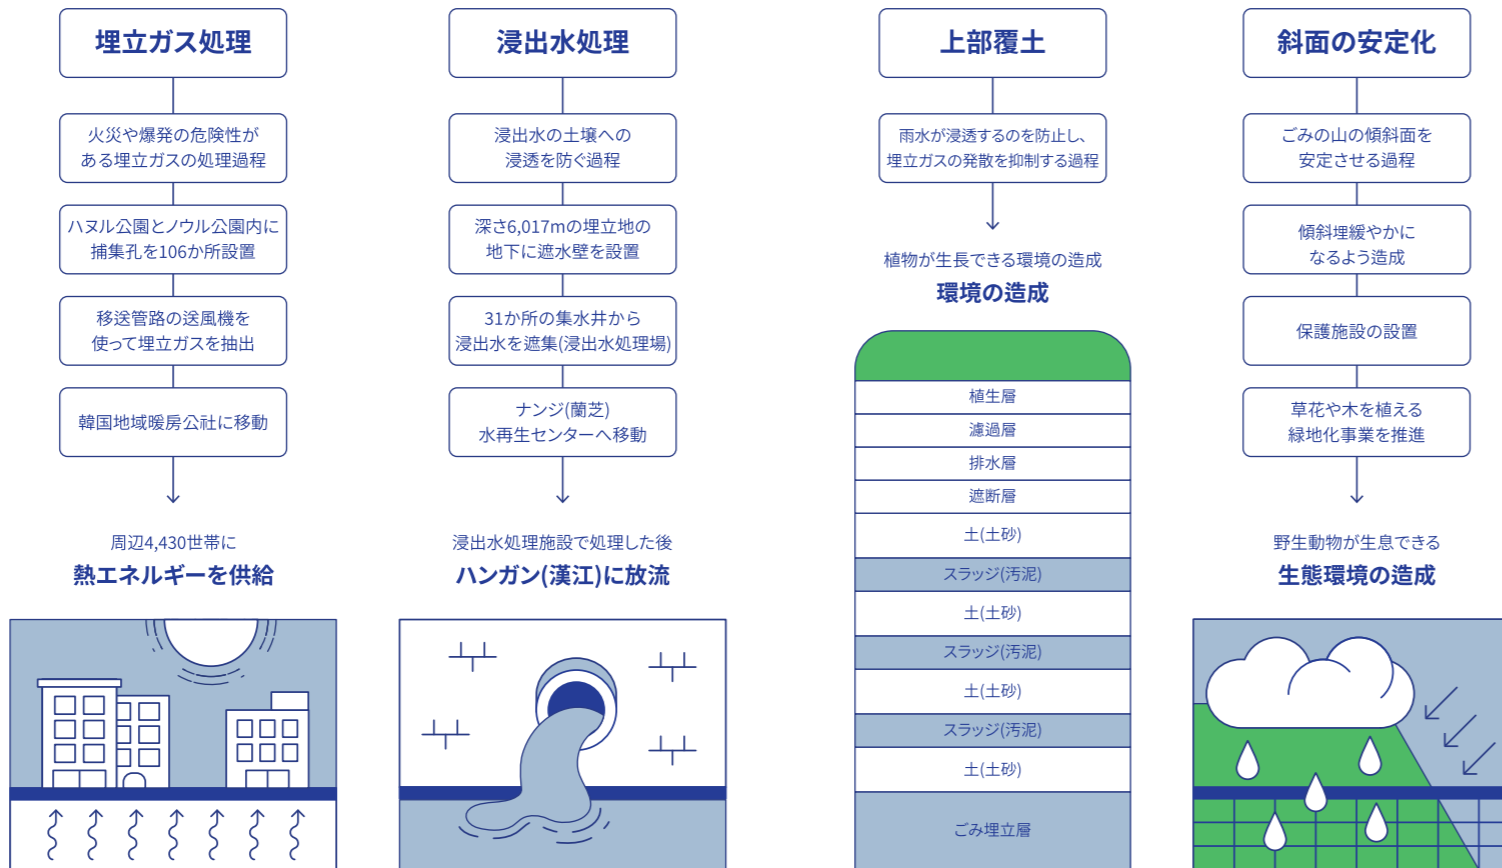 埋立ガス処理
火災や爆発の危険性が
ある埋立ガスの処理過程
ハヌル公園とノウル公園内に
捕集孔を106か所設置
移送管路の送風機を
使って埋立ガスを抽出
韓国地域暖房公社に移動
周辺4,430世帯に
熱エネルギーを供給
浸出水処理
浸出水の土壌への
浸透を防ぐ過程
深さ6,017mの埋立地の
地下に遮水壁を設置
31か所の集水井から
浸出水を遮集(浸出水処理場)
ナンジ(蘭芝)
水再生センターへ移動
浸出水処理施設で処理した後
ハンガン(漢江)に放流
上部覆土
雨水が浸透するのを防止し、
埋立ガスの発散を抑制する過程
植物が生長できる環境の造成
環境の造成
植生層
濾過層
排水層
遮断層
土(土砂)
スラッジ(汚泥)
土(土砂)
スラッジ(汚泥)
土(土砂)
スラッジ(汚泥)
土(土砂)
ごみ埋立層
斜面の安定化
ごみの山の傾斜面を
安定させる過程
傾斜埋緩やかに
なるよう造成
保護施設の設置
草花や木を植える
緑地化事業を推進
野生動物が生息できる
生態環境の造成